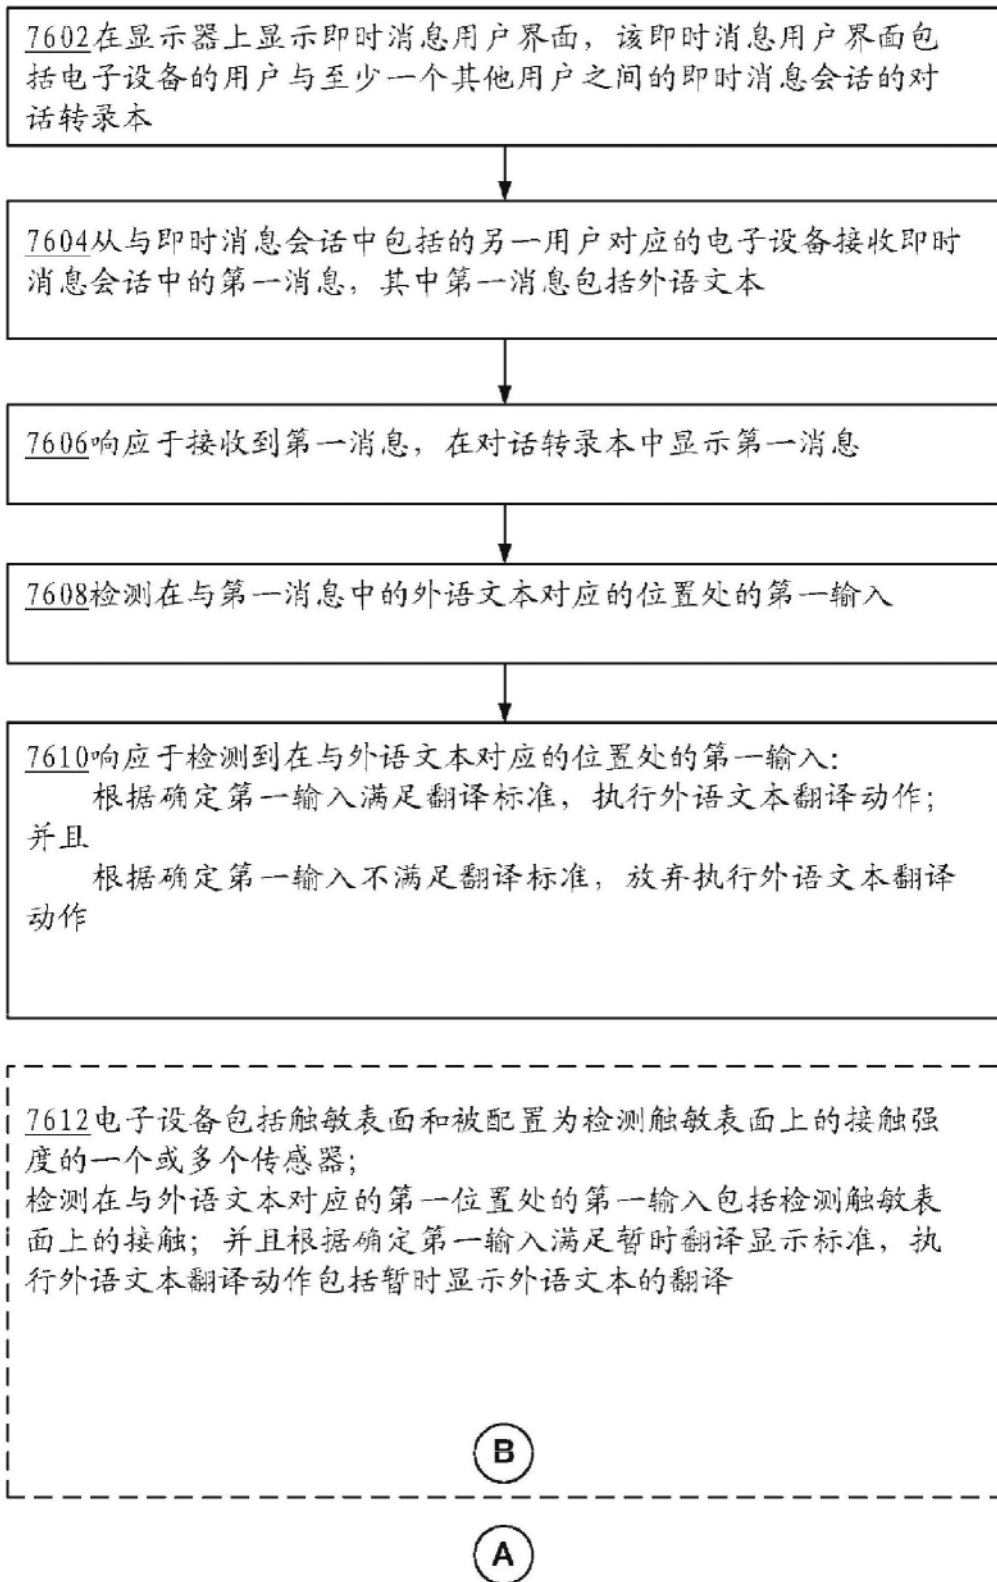 7602在显示器上显示即时消息用户界面，该即时消息用户界面包
括电子设备的用户与至少一个其他用户之间的即时消息会话的对
话转录本
7604从与即时消息会话中包括的另一用户对应的电子设备接收即时
消息会话中的第一消息，其中第一消息包括外语文本
7606响应于接收到第一消息，在对话转录本中显示第一消息
7608检测在与第一消息中的外语文本对应的位置处的第一输入
7610响应于检测到在与外语文本对应的位置处的第一输入：
根据确定第一输入满足翻译标准，执行外语文本翻译动作；
并且
根据确定第一输入不满足翻译标准，放弃执行外语文本翻译
动作
7612电子设备包括触敏表面和被配置为检测触敏表面上的接触强
度的一个或多个传感器；
检测在与外语文本对应的第一位置处的第一输入包括检测触敏表
面上的接触；并且根据确定第一输入满足暂时翻译显示标准，执
行外语文本翻译动作包括暂时显示外语文本的翻译
B
A